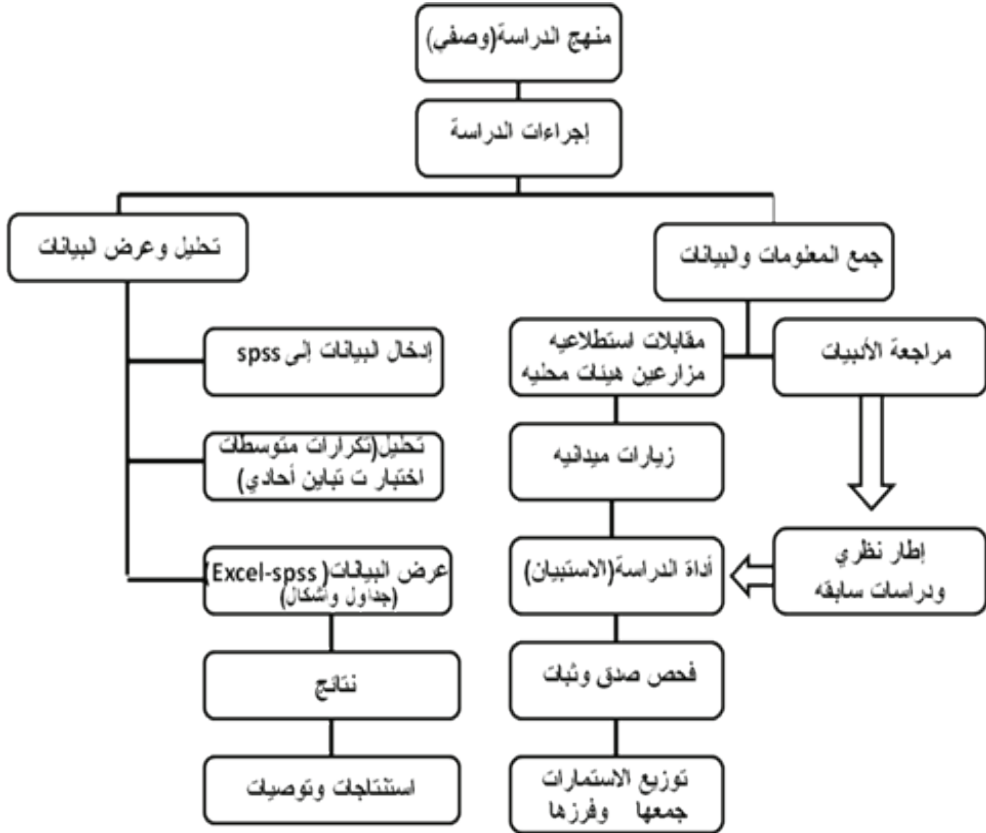 منهج الدراسة(وصفي)
إجراءات الدراسة
جمع المعلومات والبيانات
تحليل وعرض البيانات
مراجعة الأدبيات
مقابلات استطلاعيه
مزارعين هيئات محليه
إدخال البيانات إلى spss
زيارات ميدانيه
تحليل(تكرارات متوسطات
اختبار ت تباين أحادي)
إطار نظري
ودراسات سابقه
أداة الدراسة(الاستبيان)
عرض البيانات(Excel-spss)
(جداول وأشكال)
فحص صدق وثبات
نتائج
توزيع الاستمارات
جمعها وفرزها
استنتاجات وتوصيات